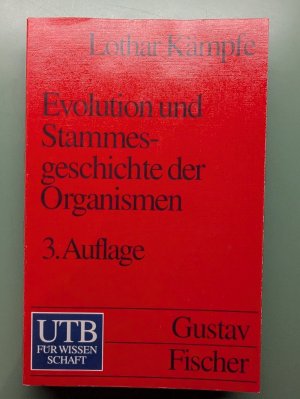 Lothar Kämpfe
Evolution und
Stammes-
geschichte der
Organismen
3. Auflage
UTB
FÜR WISSEN
SCHAFT
Gustav
Fischer